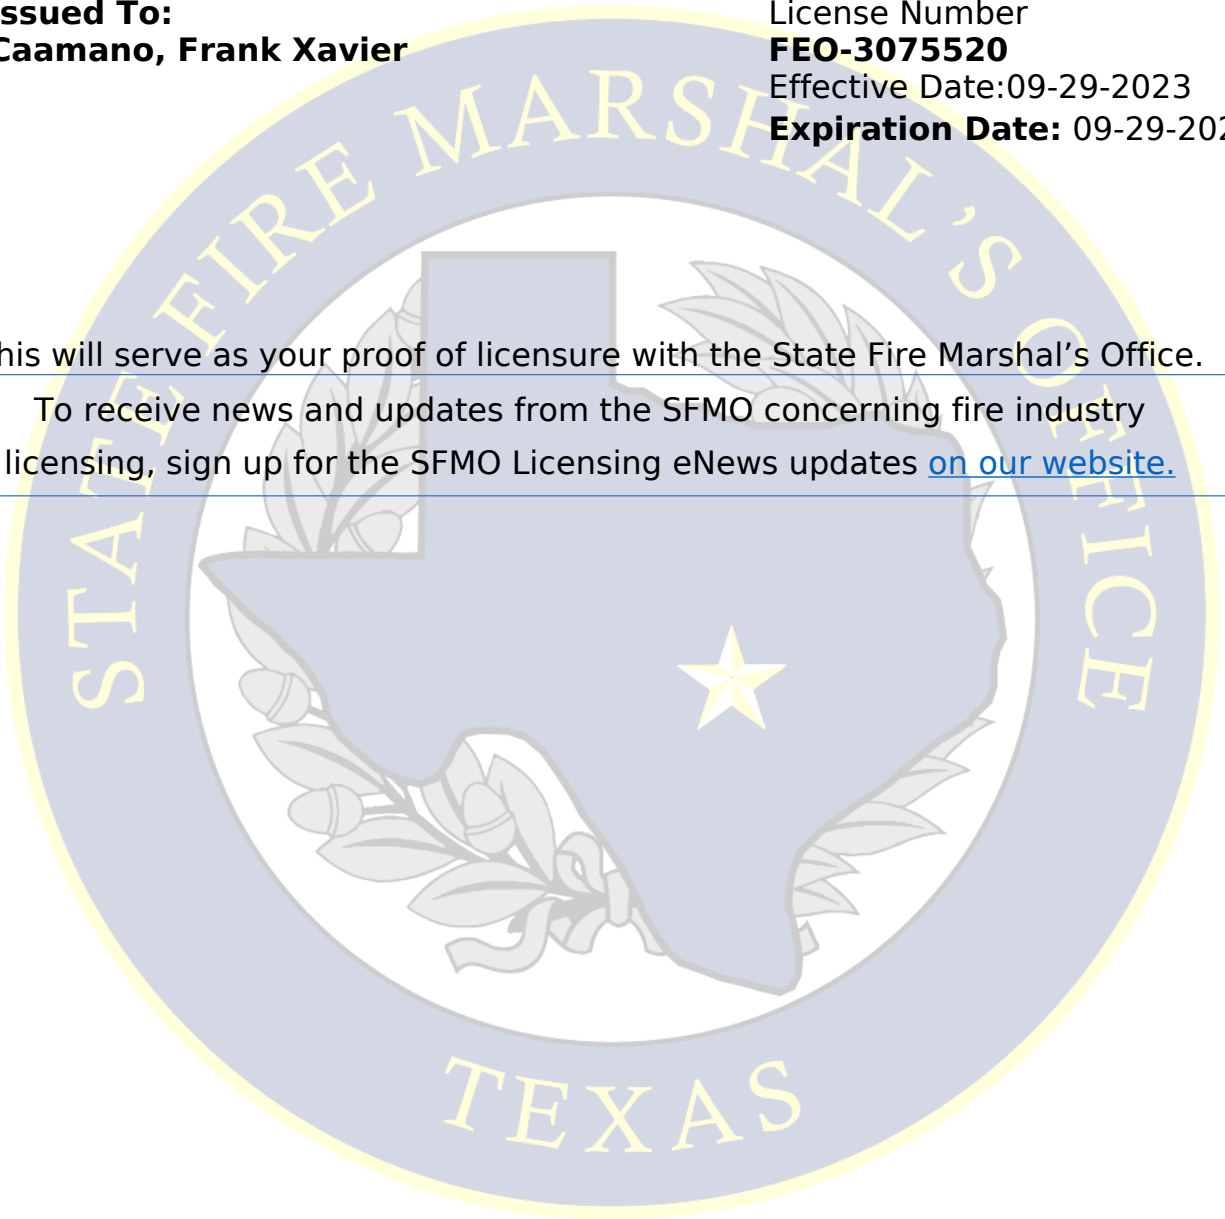 ssued To:
Caamano, Frank Xavier
License Number
FEO-3075520
Effective Date:09-29-2023
Expiration Date: 09-29-202
his will serve as your proof of licensure with the State Fire Marshal’s Office.
To receive news and updates from the SFMO concerning fire industry
licensing, sign up for the SFMO Licensing eNews updates on our website.
STATE FIRE MARSHAL’S OFFICE
TEXAS